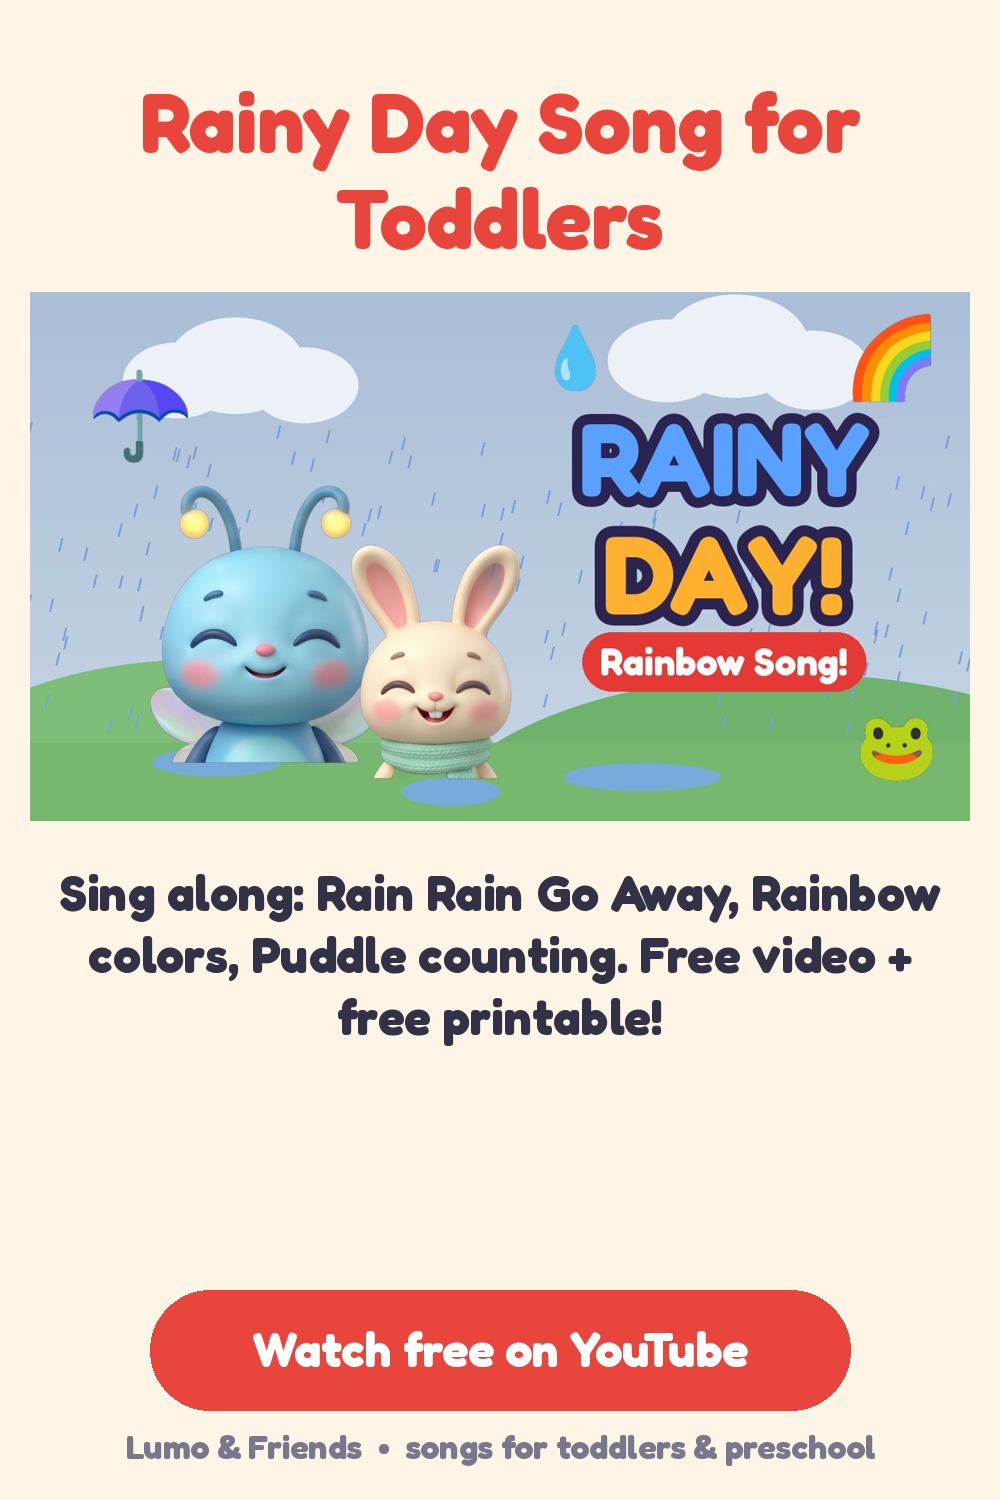 Rainy Day Song for
Toddlers
RAINY
DAY!
Rainbow Song!
Sing along: Rain Rain Go Away, Rainbow
colors, Puddle counting. Free video +
free printable!
Watch free on YouTube
Lumo & Friends • songs for toddlers & preschool